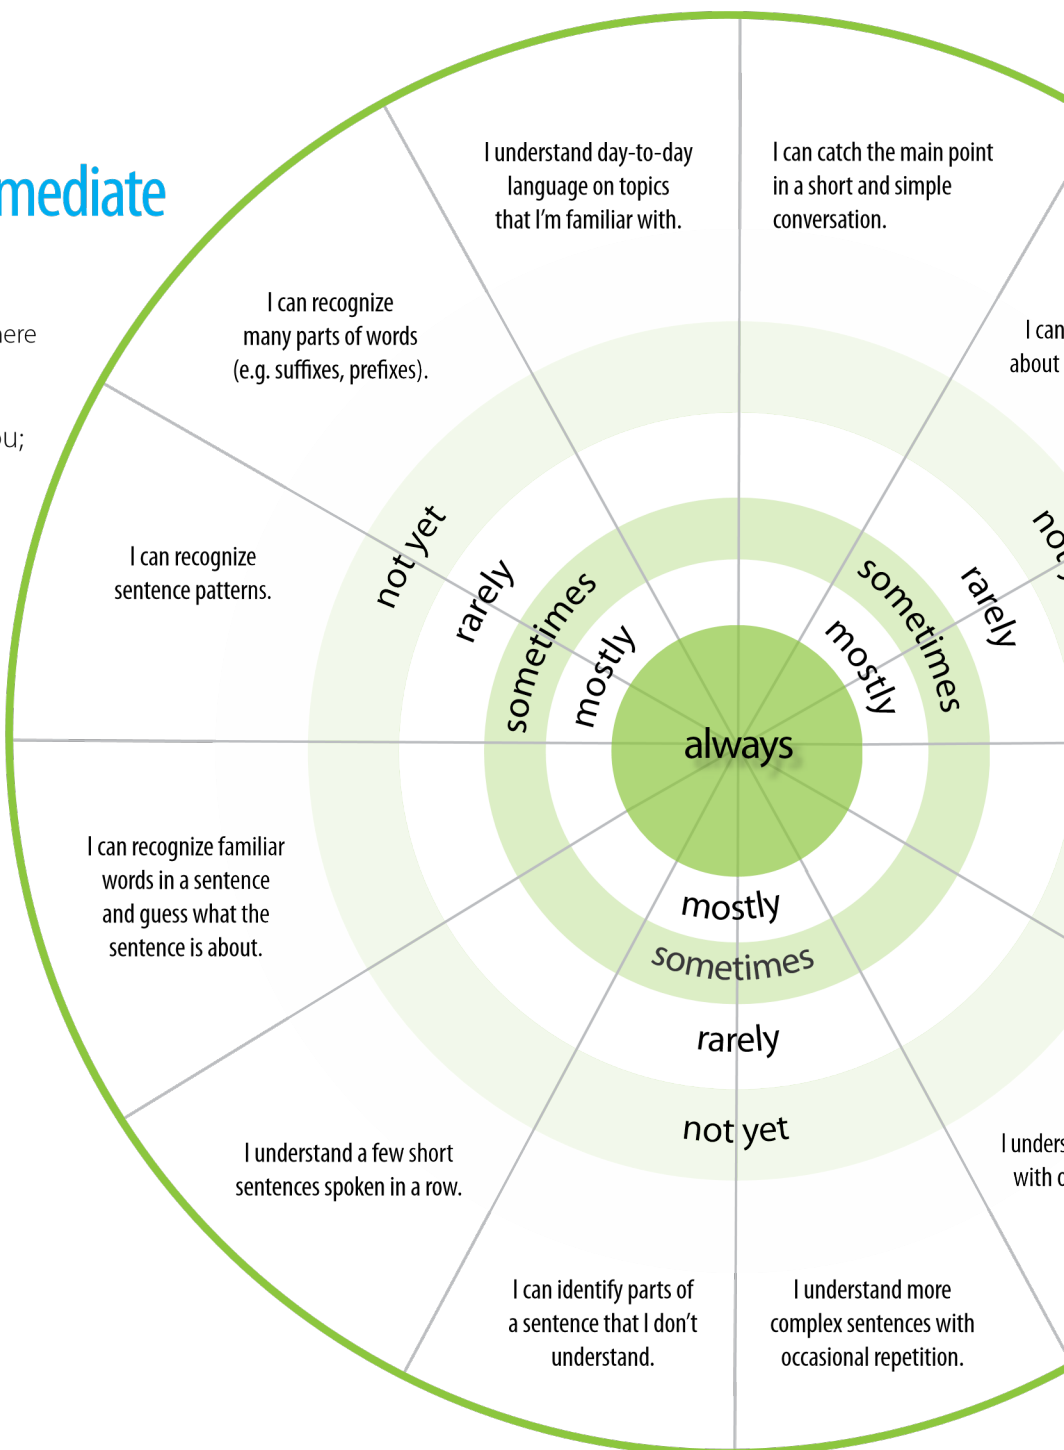 mediate
here
ou;
I understand day-to-day
language on topics
that I'm familiar with.
I can catch the main point
in a short and simple
conversation.
I can recognize
many parts of words
(e.g. suffixes, prefixes).
I can
about
I can recognize
sentence patterns.
not yet
rarely
sometimes
mostly
mostly
sometimes
rarely
not
always
I can recognize familiar
words in a sentence
and guess what the
sentence is about.
mostly
sometimes
rarely
not yet
I understand a few short
sentences spoken in a row.
I unders
with
I can identify parts of
a sentence that I don't
understand.
I understand more
complex sentences with
occasional repetition.